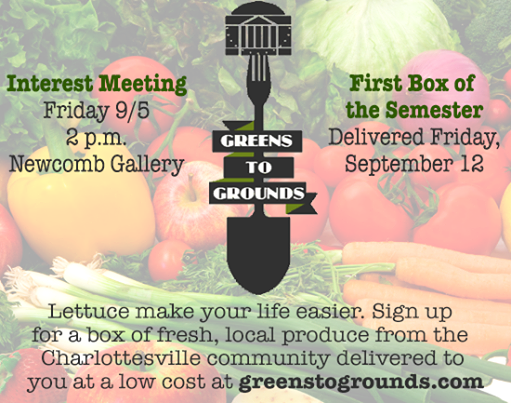 Interest Meeting
Friday 9/5
2 p.m.
Newcomb Gallery
GREENS
TO
GROUNDS
First Box of
the Semester
Delivered Friday,
September 12
Lettuce make your life easier. Sign up
for a box of fresh, local produce from the
Charlottesville community delivered to
you at a low cost at greenstogrounds.com